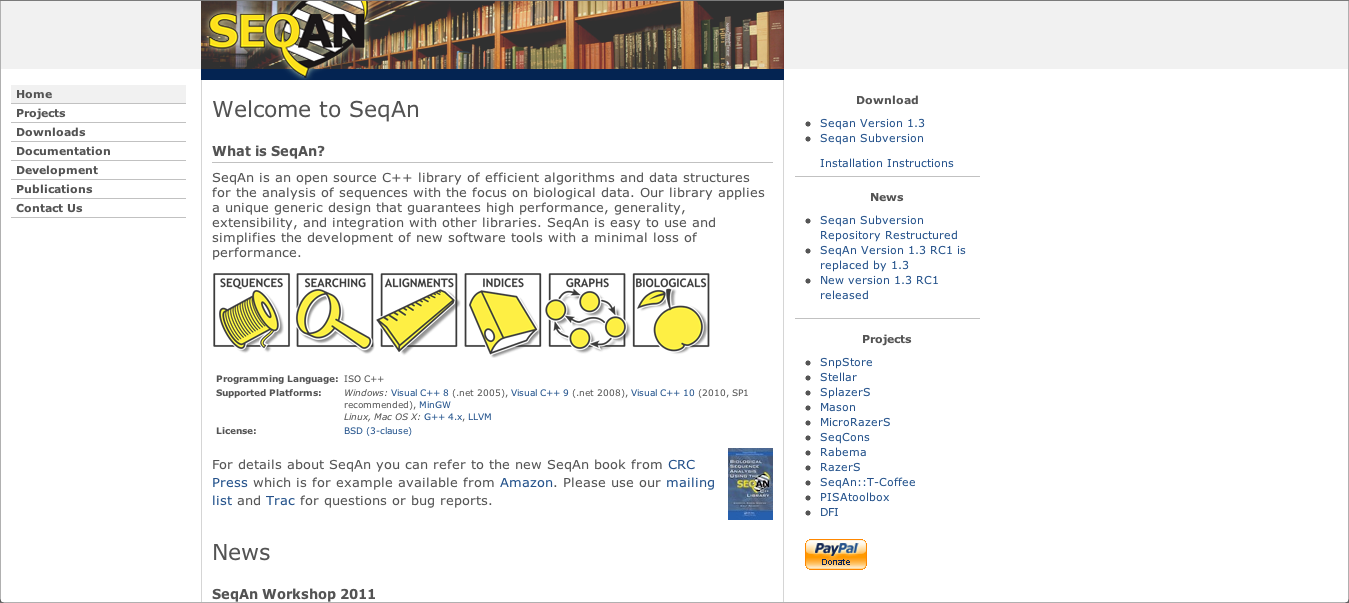 SEQAN
Home
Projects
Downloads
Documentation
Development
Publications
Contact Us
Welcome to SeqAn
What is SeqAn?
SeqAn is an open source C++ library of efficient algorithms and data structures
for the analysis of sequences with the focus on biological data. Our library applies
a unique generic design that guarantees high performance, generality,
extensibility, and integration with other libraries. SeqAn is easy to use and
simplifies the development of new software tools with a minimal loss of
performance.
SEQUENCES SEARCHING ALIGNMENTS INDICES GRAPHS BIOLOGICALS
Programming Language: ISO C++
Supported Platforms: Windows: Visual C++ 8 (.net 2005), Visual C++ 9 (.net 2008), Visual C++ 10 (2010, SP1
recommended), MinGW
Linux, Mac OS X: G++ 4.x, LLVM
License: BSD (3-clause)
For details about SeqAn you can refer to the new SeqAn book from CRC
Press which is for example available from Amazon. Please use our mailing
list and Trac for questions or bug reports.
BIOLOGICAL
SEQUENCE
ANALYSIS
USING THE
SEQAN
C++
LIBRARY
News
SeqAn Workshop 2011
Download
Seqan Version 1.3
Seqan Subversion
Installation Instructions
News
Seqan Subversion
Repository Restructured
SeqAn Version 1.3 RC1 is
replaced by 1.3
New version 1.3 RC1
released
Projects
SnpStore
Stellar
SplazerS
Mason
MicroRazerS
SeqCons
Rabema
RazerS
SeqAn::T-Coffee
PISAtoolbox
DFI
PayPal
Donate